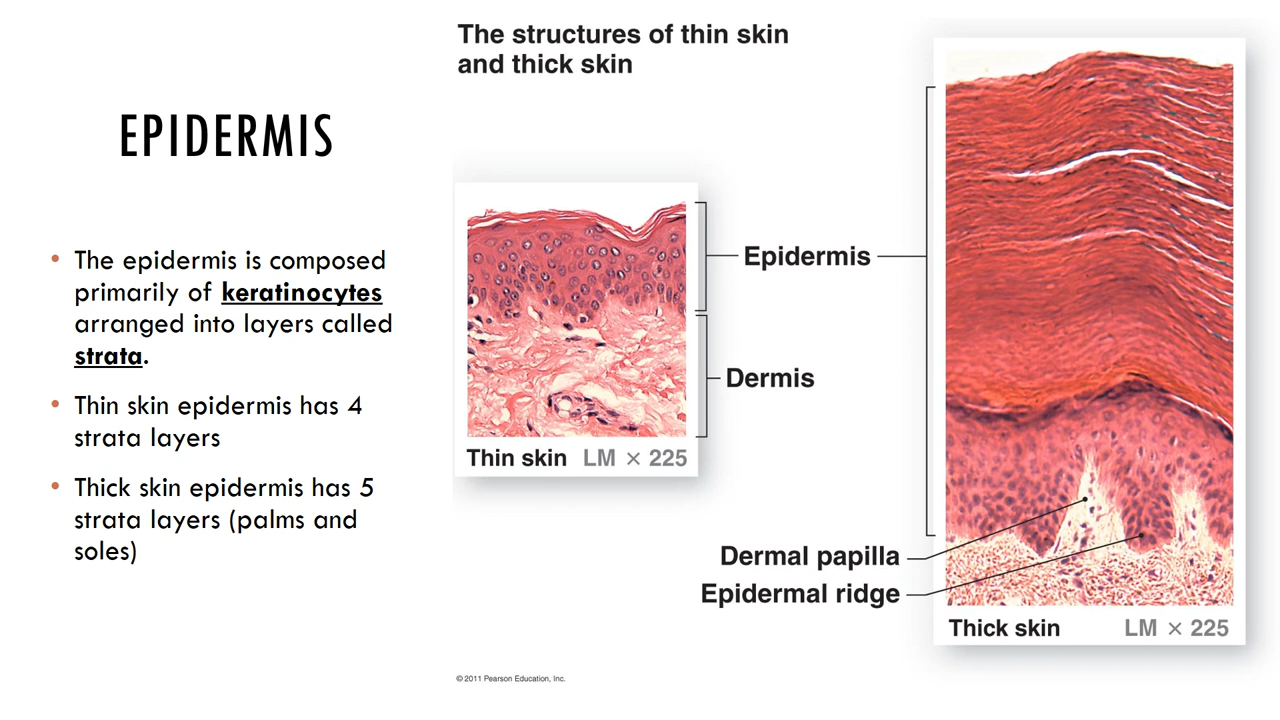 EPIDERMIS
• The epidermis is composed
primarily of keratinocytes
arranged into layers called
strata.
• Thin skin epidermis has 4
strata layers
• Thick skin epidermis has 5
strata layers (palms and
soles)
The structures of thin skin
and thick skin
Epidermis
Dermis
Thin skin LM × 225
Dermal papilla
Epidermal ridge
Thick skin LM × 225
© 2011 Pearson Education, Inc.